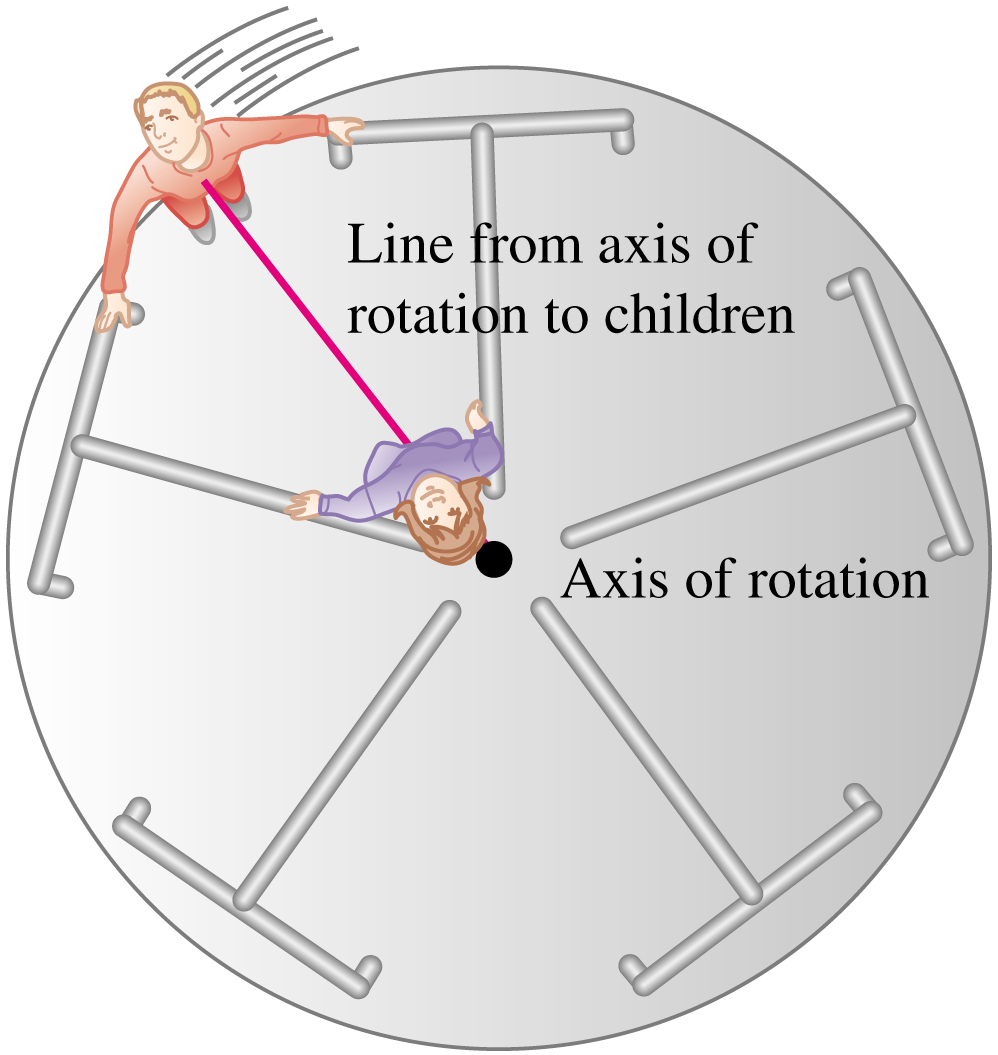 Line from axis of
rotation to children
Axis of rotation